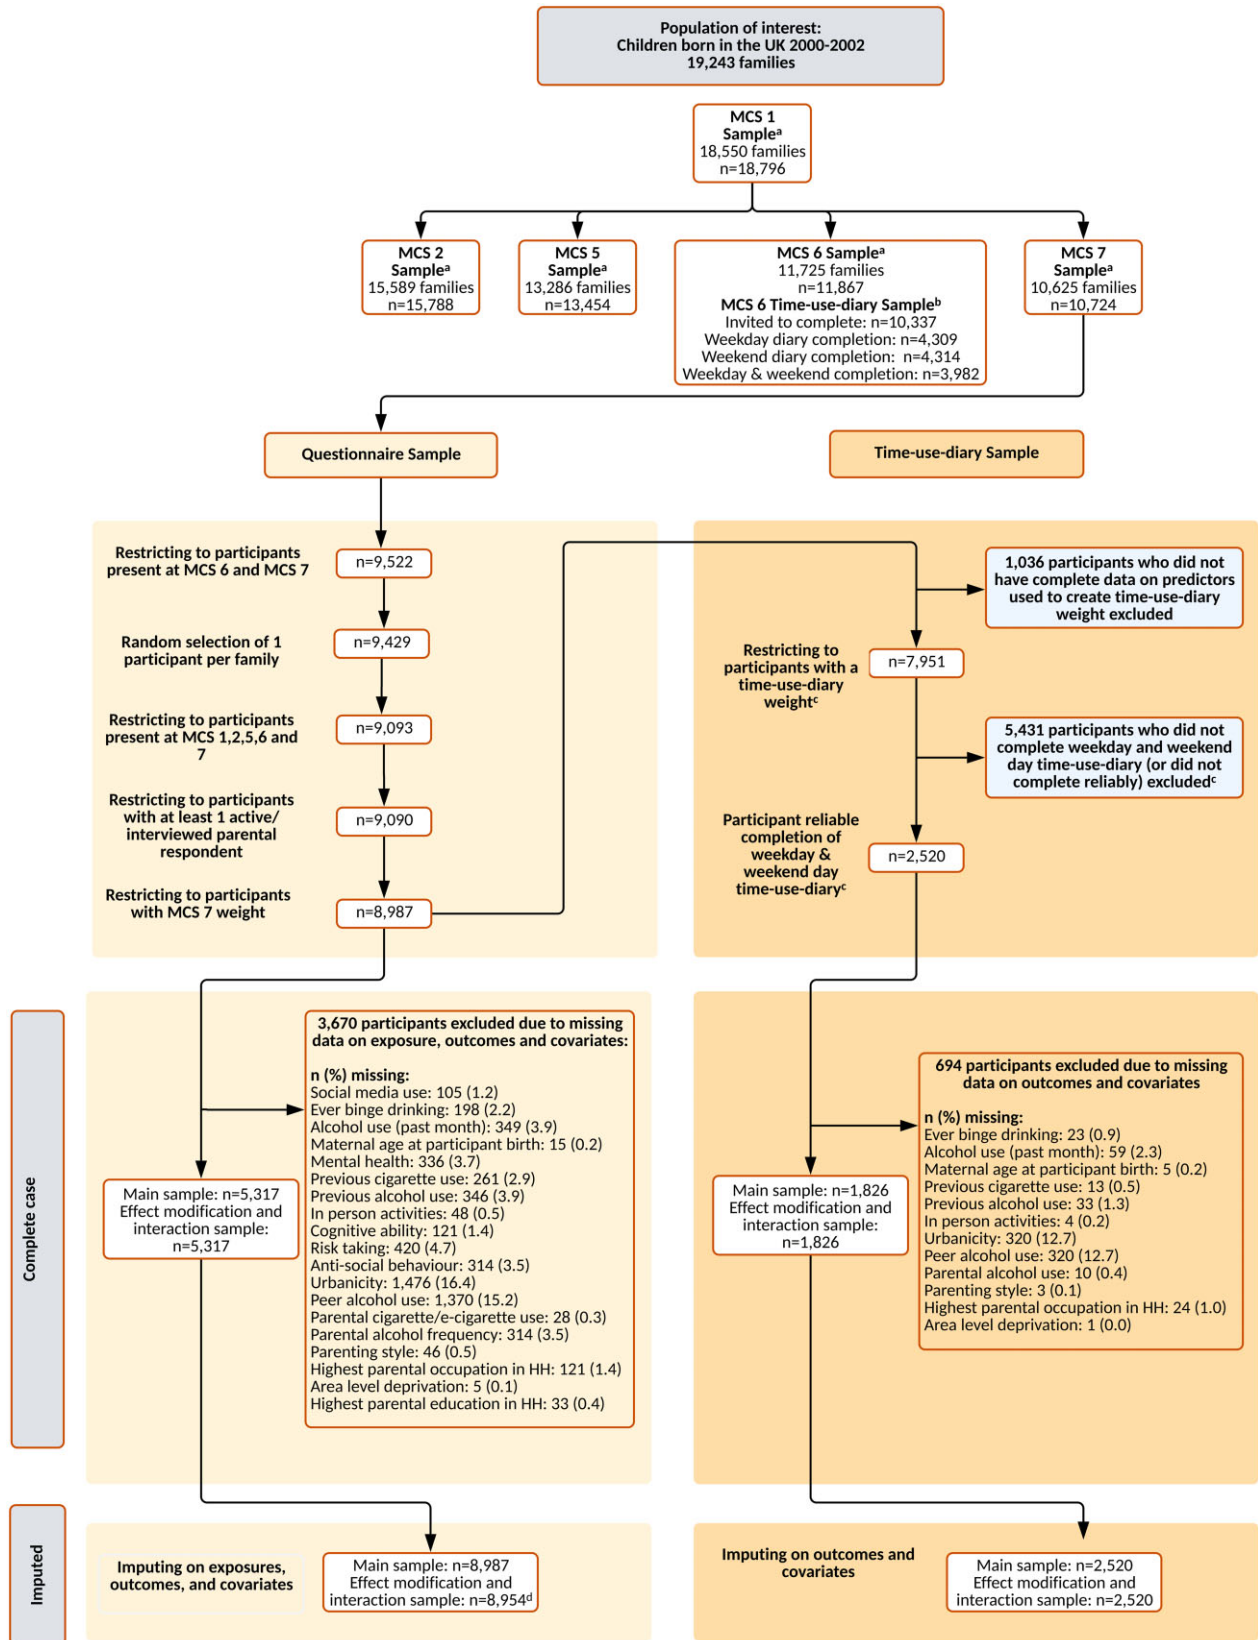 Population of interest:
Children born in the UK 2000-2002
19,243 families
MCS 1
Sampleᵃ
18,550 families
n=18,796
MCS 2
Sampleᵃ
15,589 families
n=15,788
MCS 5
Sampleᵃ
13,286 families
n=13,454
MCS 6 Sampleᵃ
11,725 families
n=11,867
MCS 6 Time-use-diary Sampleᵇ
Invited to complete: n=10,337
Weekday diary completion: n=4,309
Weekend diary completion: n=4,314
Weekday & weekend completion: n=3,982
MCS 7
Sampleᵃ
10,625 families
n=10,724
Questionnaire Sample
Time-use-diary Sample
Restricting to participants
present at MCS 6 and MCS 7
n=9,522
Random selection of 1
participant per family
n=9,429
Restricting to participants
present at MCS 1,2,5,6 and
7
n=9,093
Restricting to participants
with at least 1 active/
interviewed parental
respondent
n=9,090
Restricting to participants
with MCS 7 weight
n=8,987
1,036 participants who did not
have complete data on predictors
used to create time-use-diary
weight excluded
Restricting to
participants with a
time-use-diary
weightᶜ
n=7,951
5,431 participants who did not
complete weekday and weekend
day time-use-diary (or did not
complete reliably) excludedᶜ
Participant reliable
completion of
weekday &
weekend day
time-use-diaryᶜ
n=2,520
Complete case
3,670 participants excluded due to missing
data on exposure, outcomes and covariates:
n (%) missing:
Social media use: 105 (1.2)
Ever binge drinking: 198 (2.2)
Alcohol use (past month): 349 (3.9)
Maternal age at participant birth: 15 (0.2)
Mental health: 336 (3.7)
Previous cigarette use: 261 (2.9)
Previous alcohol use: 346 (3.9)
In person activities: 48 (0.5)
Cognitive ability: 121 (1.4)
Risk taking: 420 (4.7)
Anti-social behaviour: 314 (3.5)
Urbanicity: 1,476 (16.4)
Peer alcohol use: 1,370 (15.2)
Parental cigarette/e-cigarette use: 28 (0.3)
Parental alcohol frequency: 314 (3.5)
Parenting style: 46 (0.5)
Highest parental occupation in HH: 121 (1.4)
Area level deprivation: 5 (0.1)
Highest parental education in HH: 33 (0.4)
Main sample: n=5,317
Effect modification and
interaction sample:
n=5,317
694 participants excluded due to missing
data on outcomes and covariates
n (%) missing:
Ever binge drinking: 23 (0.9)
Alcohol use (past month): 59 (2.3)
Maternal age at participant birth: 5 (0.2)
Previous cigarette use: 13 (0.5)
Previous alcohol use: 33 (1.3)
In person activities: 4 (0.2)
Urbanicity: 320 (12.7)
Peer alcohol use: 320 (12.7)
Parental alcohol use: 10 (0.4)
Parenting style: 3 (0.1)
Highest parental occupation in HH: 24 (1.0)
Area level deprivation: 1 (0.0)
Main sample: n=1,826
Effect modification and
interaction sample:
n=1,826
Imputed
Imputing on exposures,
outcomes, and covariates
Main sample: n=8,987
Effect modification and
interaction sample: n=8,954ᵈ
Imputing on outcomes and
covariates
Main sample: n=2,520
Effect modification and
interaction sample: n=2,520